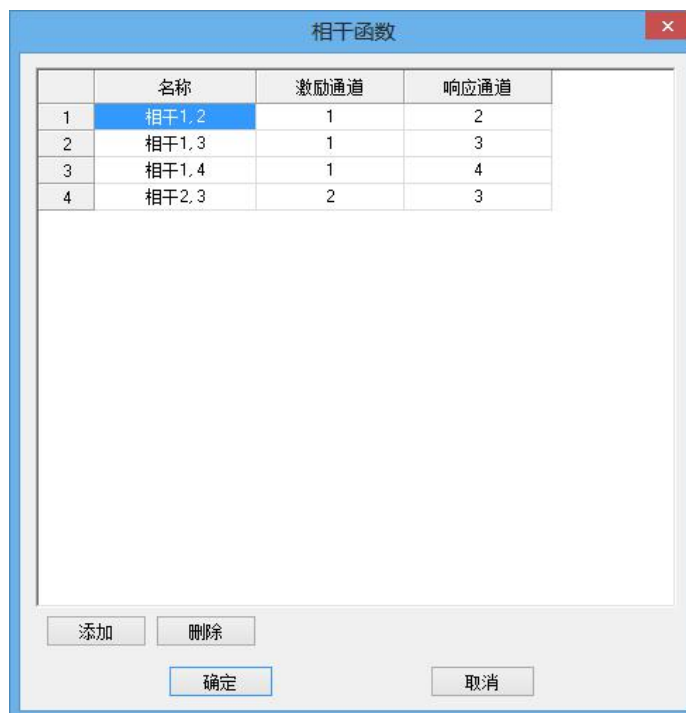 相干函数
名称 激励通道 响应通道
1 相干1,2 1 2
2 相干1,3 1 3
3 相干1,4 1 4
4 相干2,3 2 3
添加 删除
确定 取消